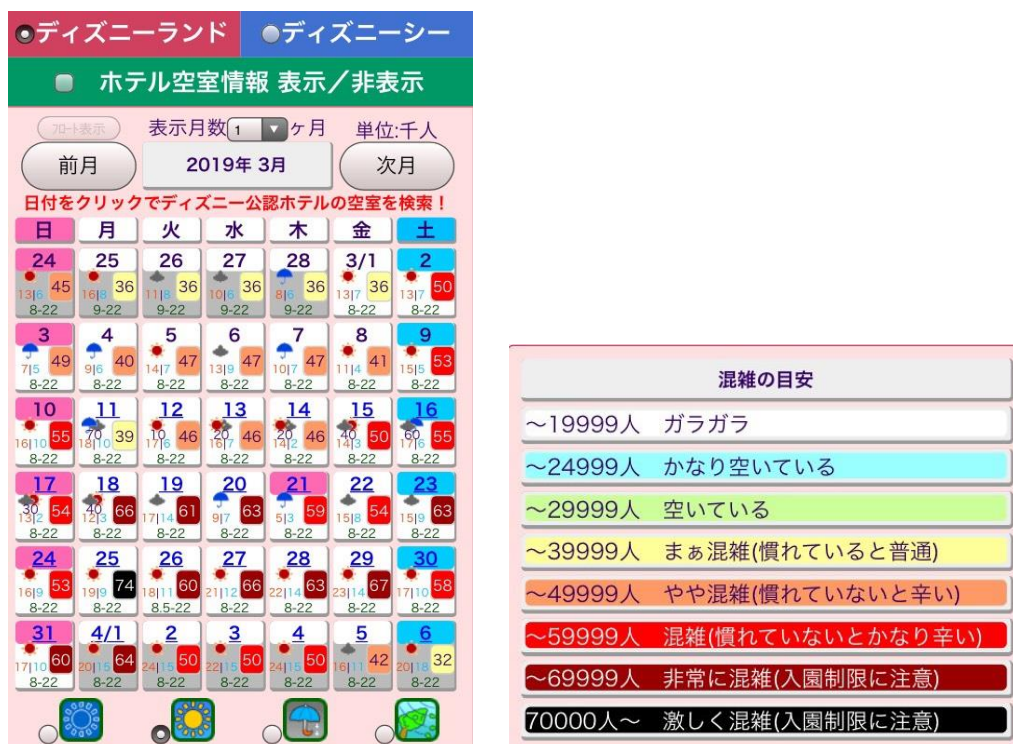 ディズニーランド ディズニーシー
ホテル空室情報 表示／非表示
ﾌﾛｰﾄ表示 表示月数 1 ヶ月 単位:千人
前月 2019年 3月 次月
日付をクリックでディズニー公認ホテルの空室を検索！
日 月 火 水 木 金 土
24 25 26 27 28 3/1 2
13|6 45 16|8 36 11|8 36 10|6 36 8|6 36 13|7 36 13|7 50
8-22 9-22 9-22 9-22 9-22 8-22 8-22
3 4 5 6 7 8 9
7|5 49 9|6 40 14|7 47 13|9 47 10|7 47 11|4 41 15|5 53
8-22 8-22 8-22 8-22 8-22 8-22 8-22
10 11 12 13 14 15 16
16|10 55 70 18|10 39 10 17|6 46 20 16|7 46 20 14|2 46 40 14|3 50 60 17|6 55
8-22 8-22 8-22 8-22 8-22 8-22 8-22
17 18 19 20 21 22 23
30 13|2 54 40 12|3 66 17|14 61 9|7 63 5|3 59 15|8 54 15|9 63
8-22 8-22 8-22 8-22 8-22 8-22 8-22
24 25 26 27 28 29 30
16|9 53 19|9 74 18|11 60 21|12 66 22|14 63 23|14 67 17|10 58
8-22 8-22 8.5-22 8-22 8-22 8-22 8-22
31 4/1 2 3 4 5 6
17|10 60 20|15 64 24|15 50 22|15 50 24|15 50 16|11 42 20|18 32
8-22 8-22 8-22 8-22 8-22 8-22 8-22
混雑の目安
～19999人 ガラガラ
～24999人 かなり空いている
～29999人 空いている
～39999人 まぁ混雑(慣れていると普通)
～49999人 やや混雑(慣れていないと辛い)
～59999人 混雑(慣れていないとかなり辛い)
～69999人 非常に混雑(入園制限に注意)
70000人～ 激しく混雑(入園制限に注意)